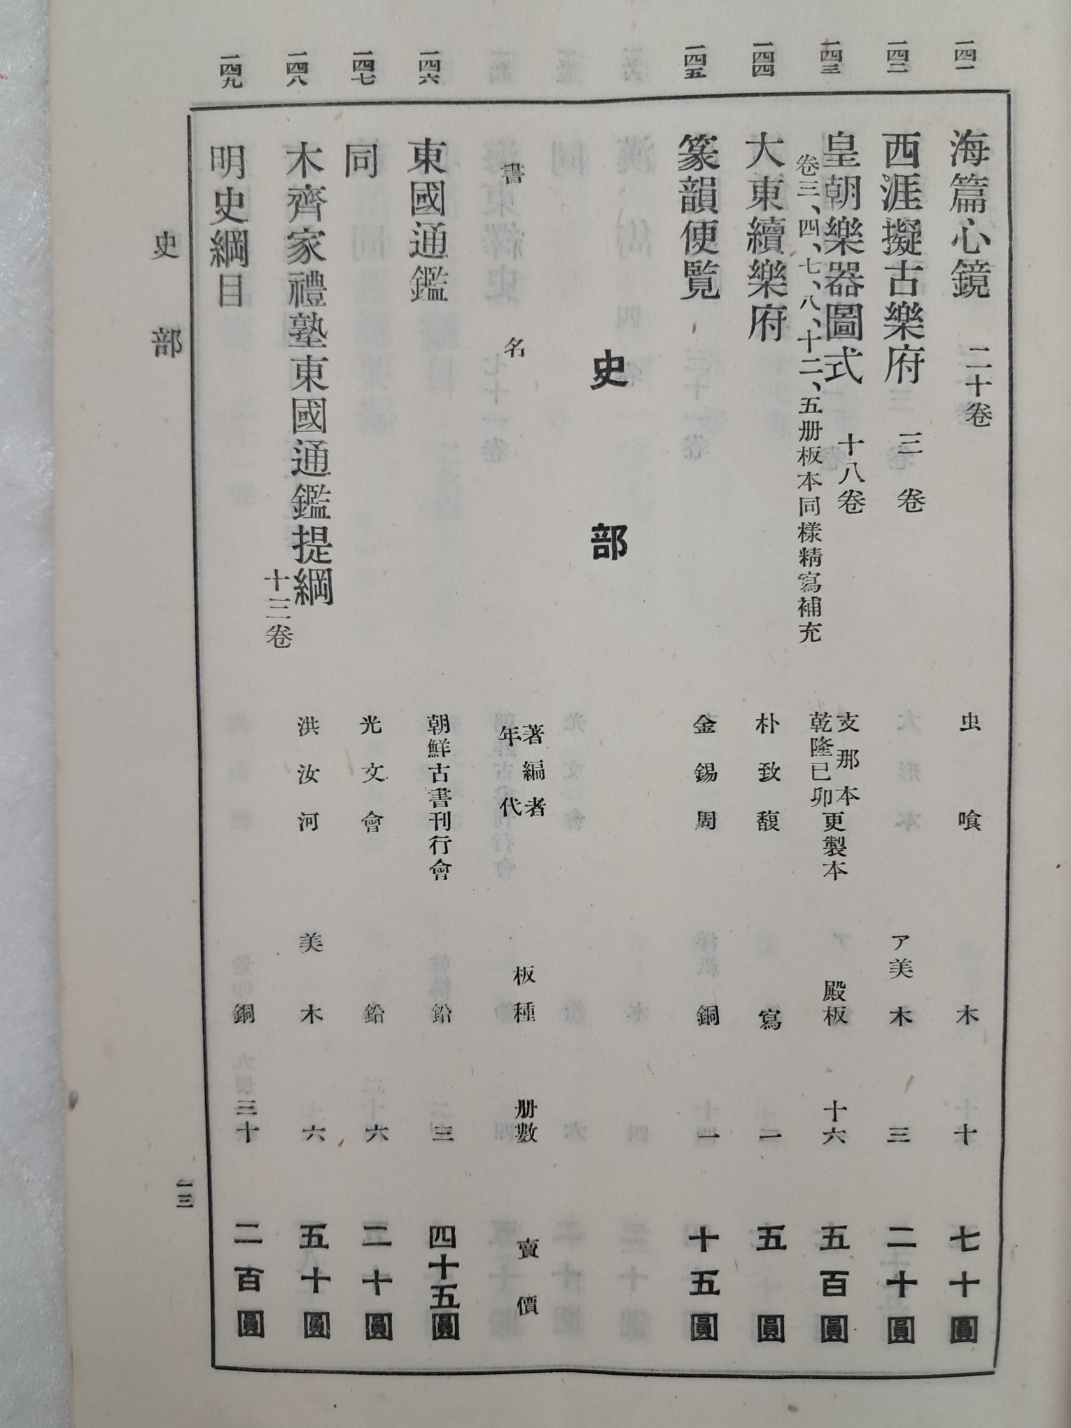 一四一 海篇心鏡 二十卷 虫喰 木 十 七十圓
一四二 西涯擬古樂府 三卷 ア美 木 三 二十圓
一四三 皇朝樂器圖式 十八卷 支那本 乾隆已卯更製本 殿板 十六 五百圓
卷三、四、七、八、十二、五册板本同樣精寫補充
一四四 大東續樂府 朴致馥 寫 一 五圓
一四五 篆韻便覧 金錫周 銅 一 十五圓
史部
書名 著編者 年代 板種 册數 賣價
一四六 東國通鑑 朝鮮古書刊行會 鉛 三 四十五圓
一四七 同 光文會 鉛 六 二十圓
一四八 木齊家禮塾東國通鑑提綱 十三卷 洪汝河 美 木 六 五十圓
一四九 明史綱目 銅 三十 二百圓
史部
一三